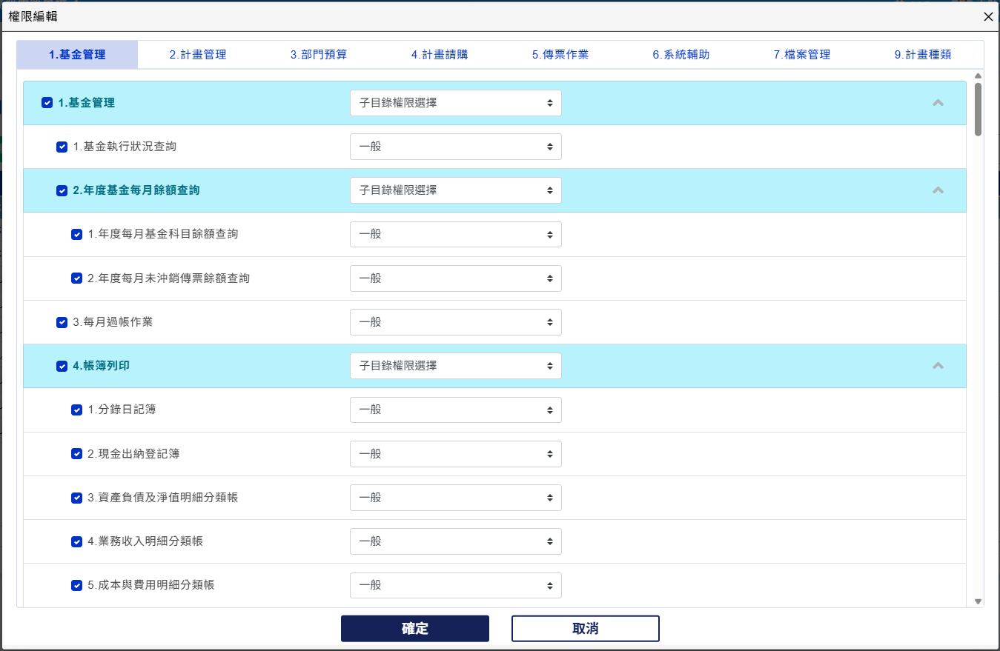 權限編輯
1.基金管理 2.計畫管理 3.部門預算 4.計畫請購 5.傳票作業 6.系統輔助 7.檔案管理 9.計畫種類
1.基金管理 子目錄權限選擇
1.基金執行狀況查詢 一般
2.年度基金每月餘額查詢 子目錄權限選擇
1.年度每月基金科目餘額查詢 一般
2.年度每月未沖銷傳票餘額查詢 一般
3.每月過帳作業 一般
4.帳簿列印 子目錄權限選擇
1.分錄日記簿 一般
2.現金出納登記簿 一般
3.資產負債及淨值明細分類帳 一般
4.業務收入明細分類帳 一般
5.成本與費用明細分類帳 一般
確定 取消